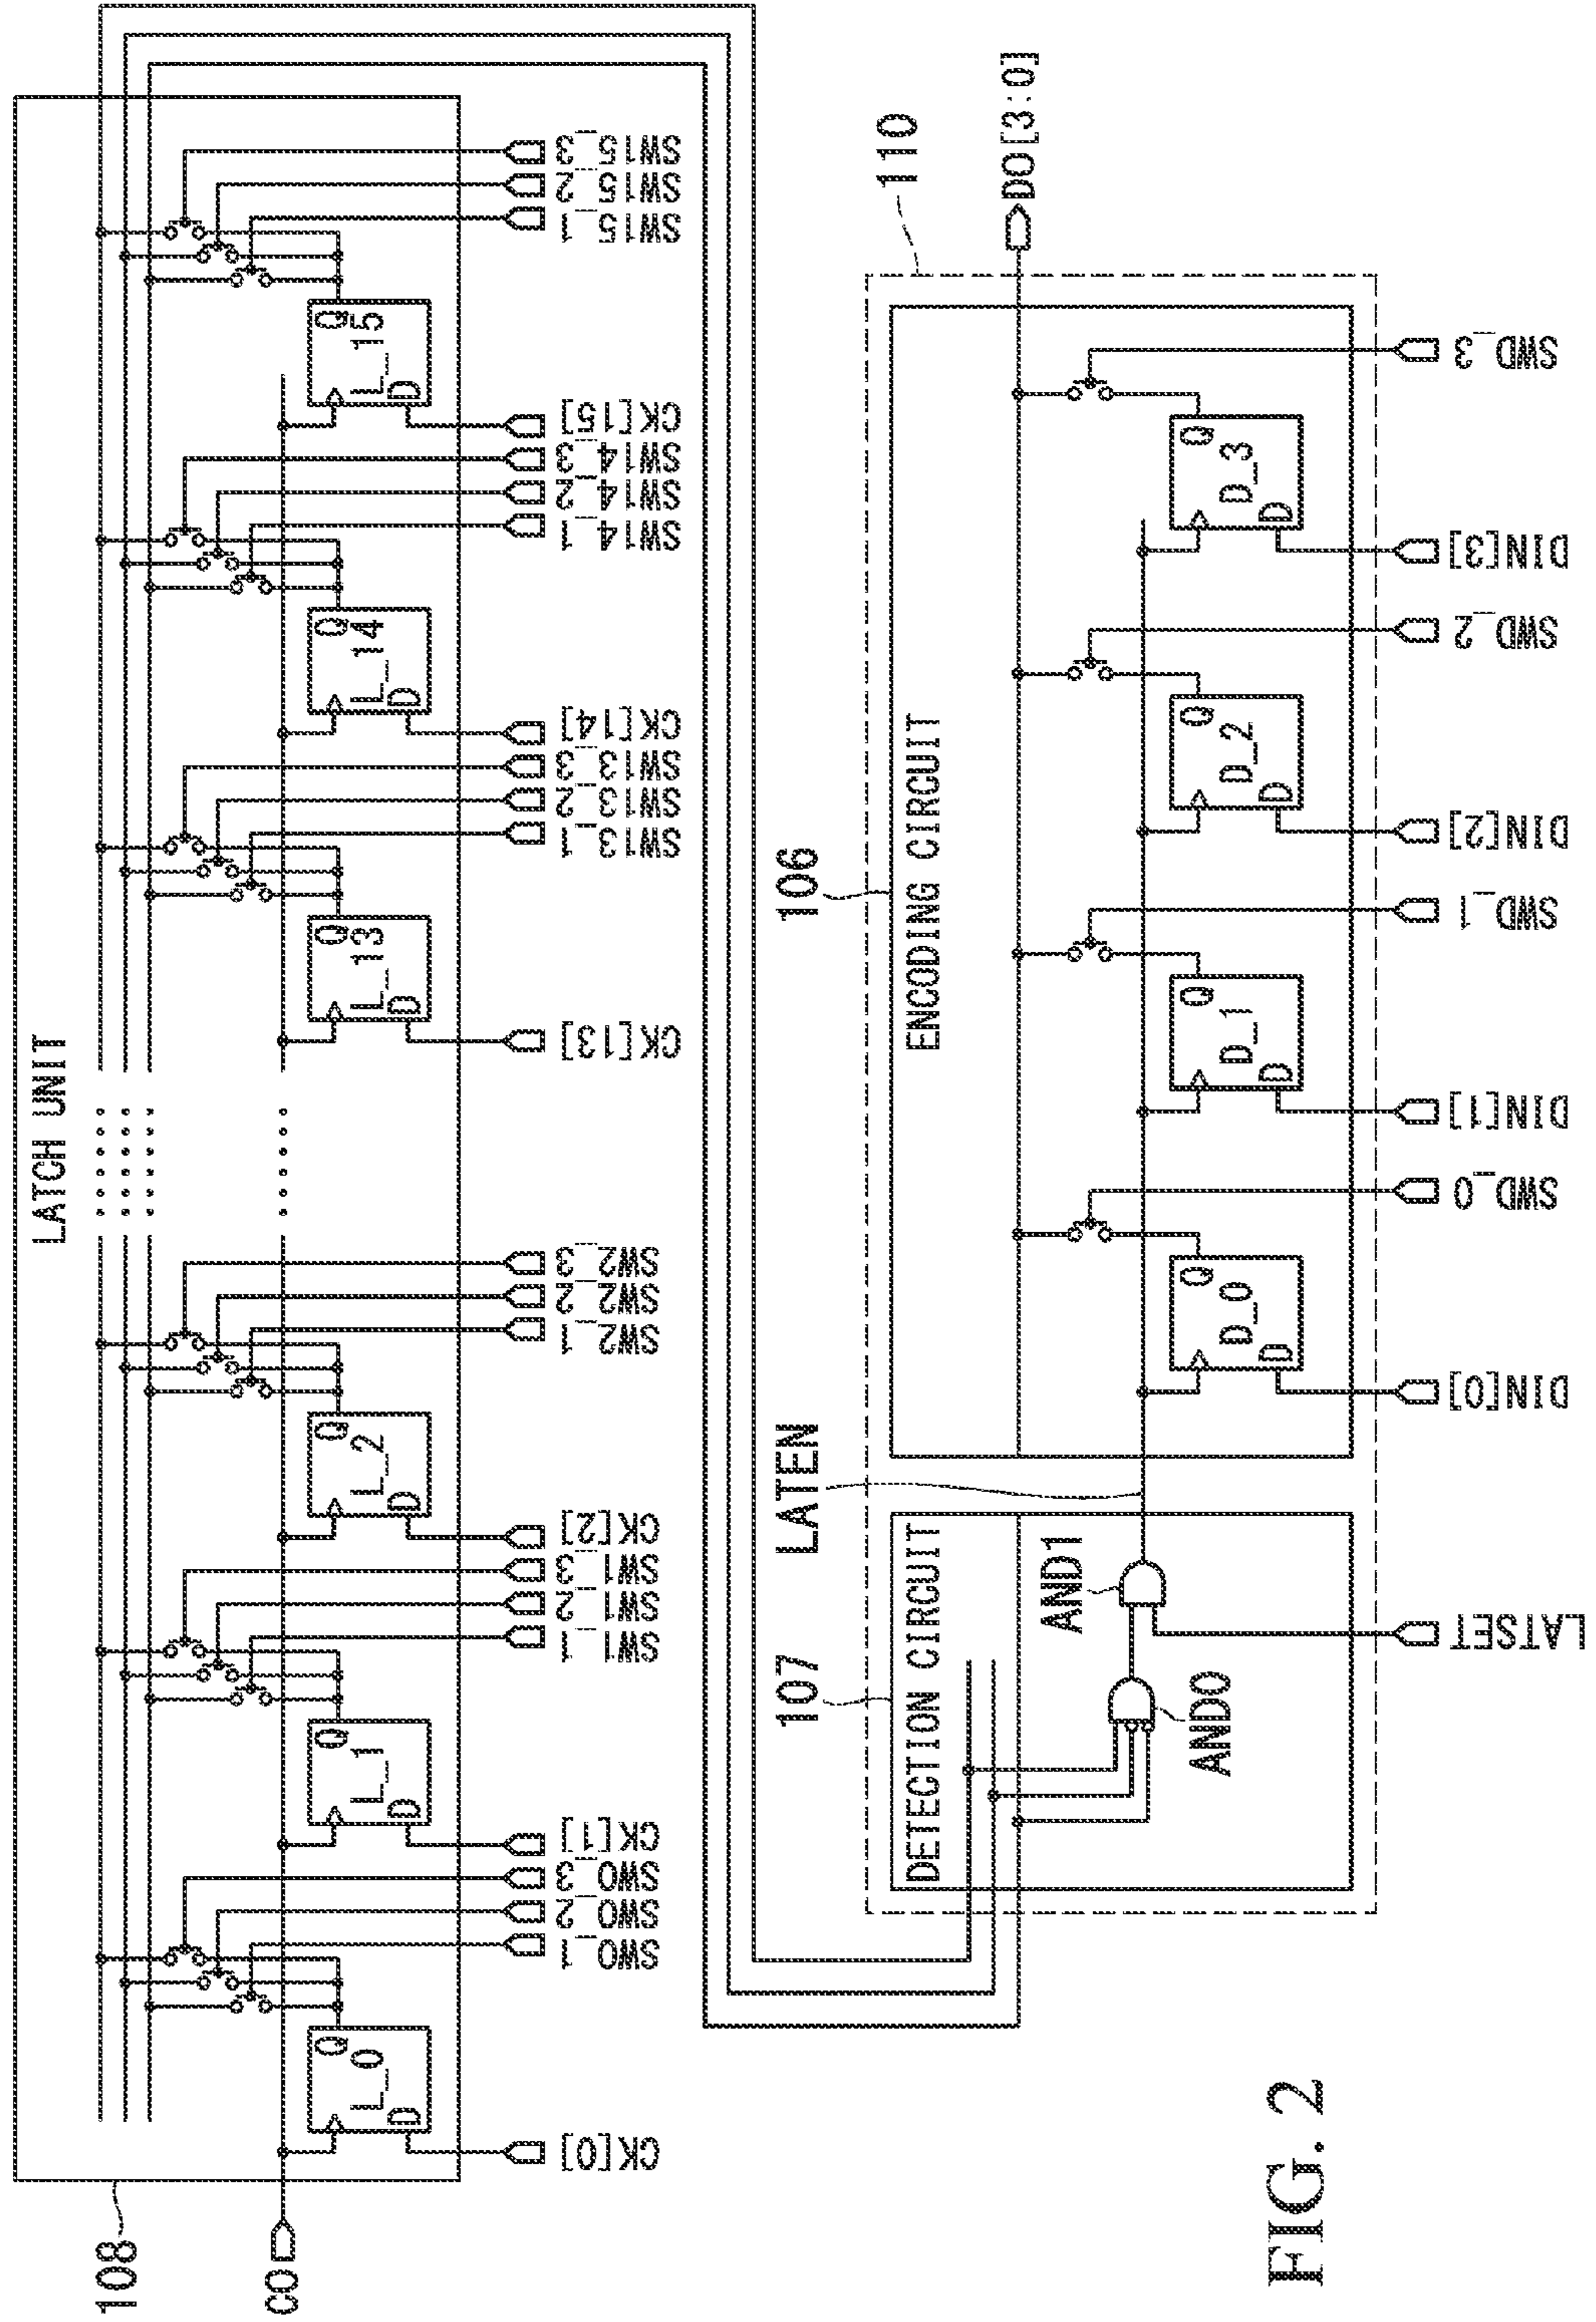 108
LATCH UNIT
CO
Q
L_0
D
Q
L_1
D
Q
L_2
D
Q
L_13
D
Q
L_14
D
Q
L_15
D
CK[0]
SW0_1
SW0_2
SW0_3
CK[1]
SW1_1
SW1_2
SW1_3
CK[2]
SW2_1
SW2_2
SW2_3
CK[13]
SW13_1
SW13_2
SW13_3
CK[14]
SW14_1
SW14_2
SW14_3
CK[15]
SW15_1
SW15_2
SW15_3
107
LATEN
106
110
DETECTION CIRCUIT
ENCODING CIRCUIT
DO[3:0]
AND0
AND1
Q
D_0
D
Q
D_1
D
Q
D_2
D
Q
D_3
D
LATSET
DIN[0]
SWD_0
DIN[1]
SWD_1
DIN[2]
SWD_2
DIN[3]
SWD_3
FIG. 2